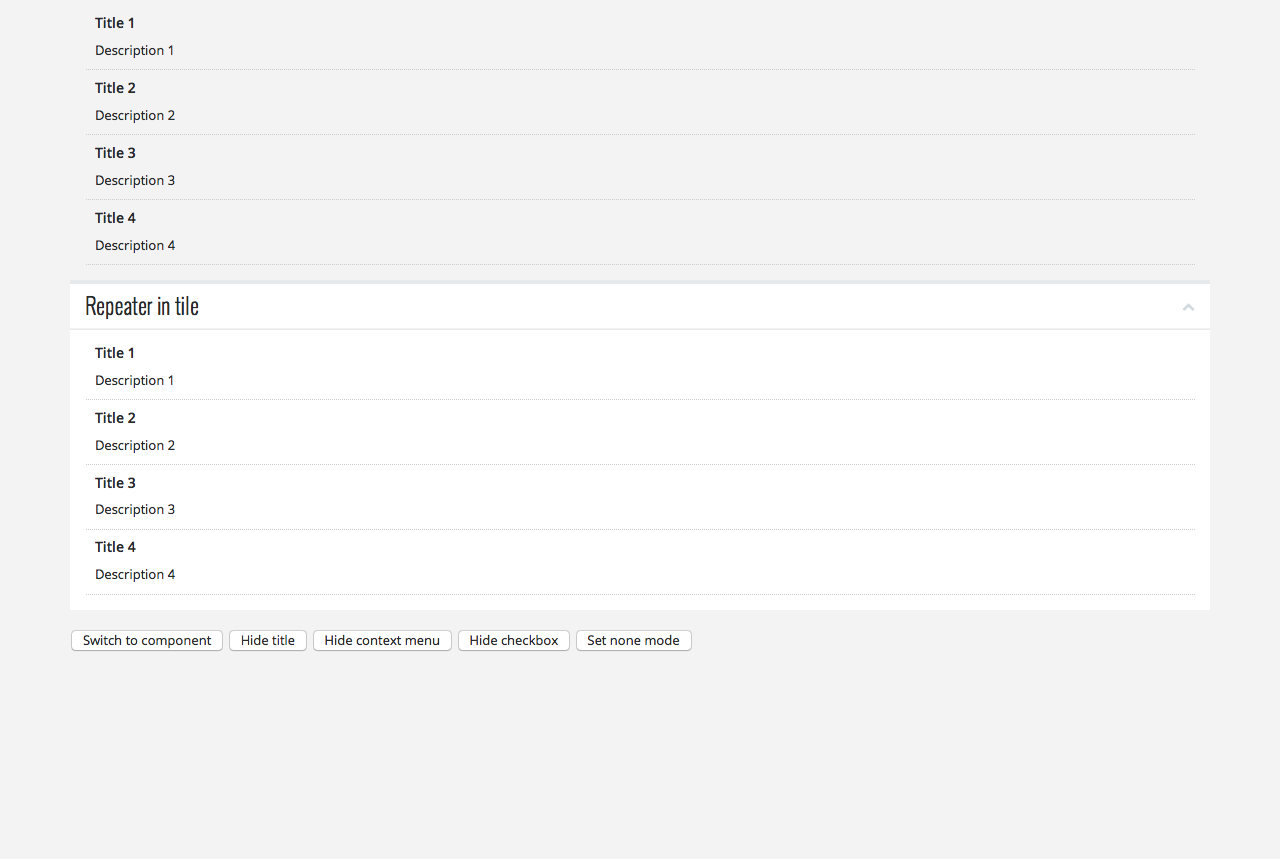 Title 1
Description 1
Title 2
Description 2
Title 3
Description 3
Title 4
Description 4
Repeater in tile
Title 1
Description 1
Title 2
Description 2
Title 3
Description 3
Title 4
Description 4
Switch to component Hide title Hide context menu Hide checkbox Set none mode